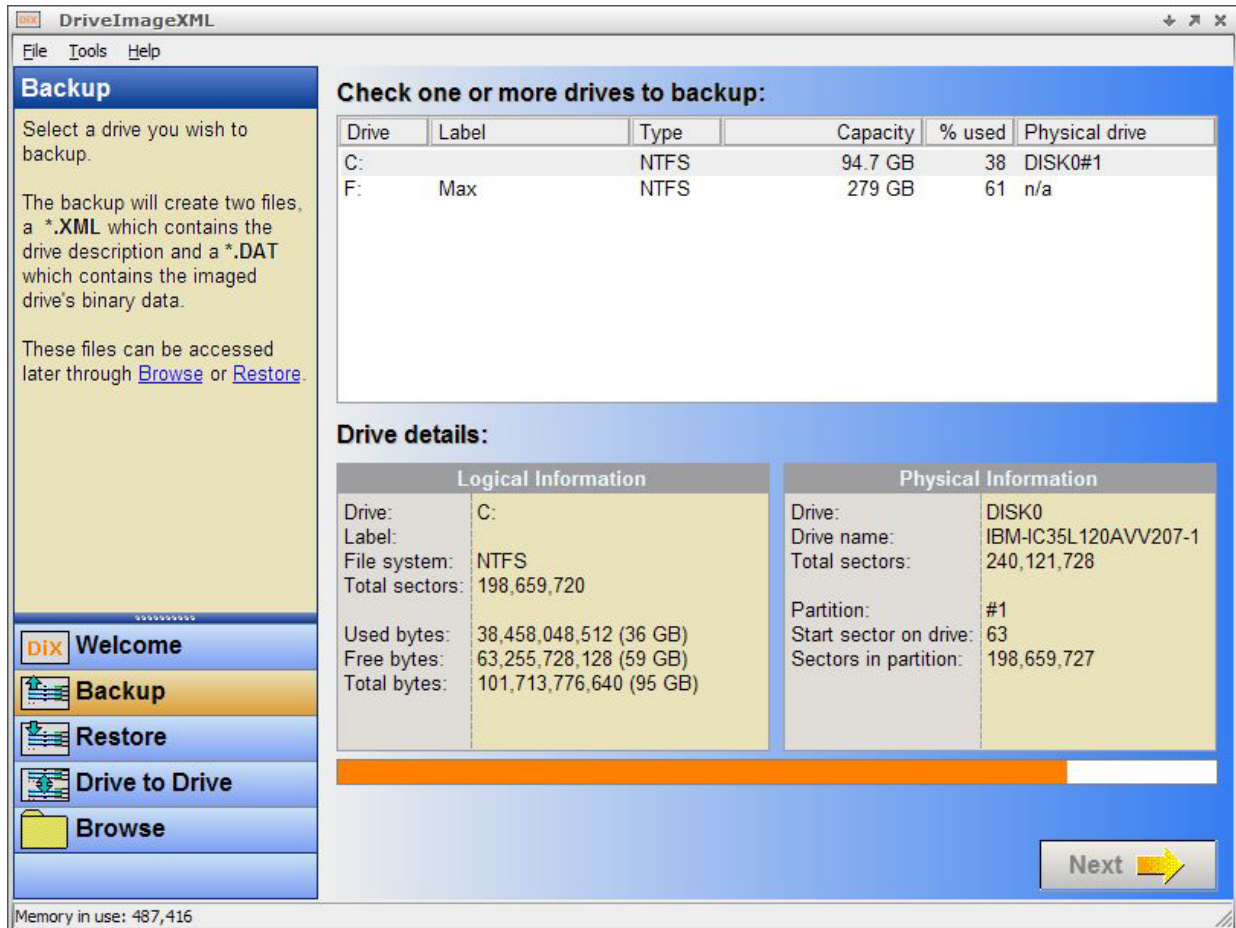 DiX DriveImageXML
File Tools Help
Backup
Select a drive you wish to
backup.
The backup will create two files,
a *.XML which contains the
drive description and a *.DAT
which contains the imaged
drive's binary data.
These files can be accessed
later through Browse or Restore.
DiX Welcome
Backup
Restore
Drive to Drive
Browse
Check one or more drives to backup:
Drive Label Type Capacity % used Physical drive
C: NTFS 94.7 GB 38 DISK0#1
F: Max NTFS 279 GB 61 n/a
Drive details:
Logical Information
Drive: C:
Label:
File system: NTFS
Total sectors: 198,659,720
Used bytes: 38,458,048,512 (36 GB)
Free bytes: 63,255,728,128 (59 GB)
Total bytes: 101,713,776,640 (95 GB)
Physical Information
Drive: DISK0
Drive name: IBM-IC35L120AVV207-1
Total sectors: 240,121,728
Partition: #1
Start sector on drive: 63
Sectors in partition: 198,659,727
Next
Memory in use: 487,416